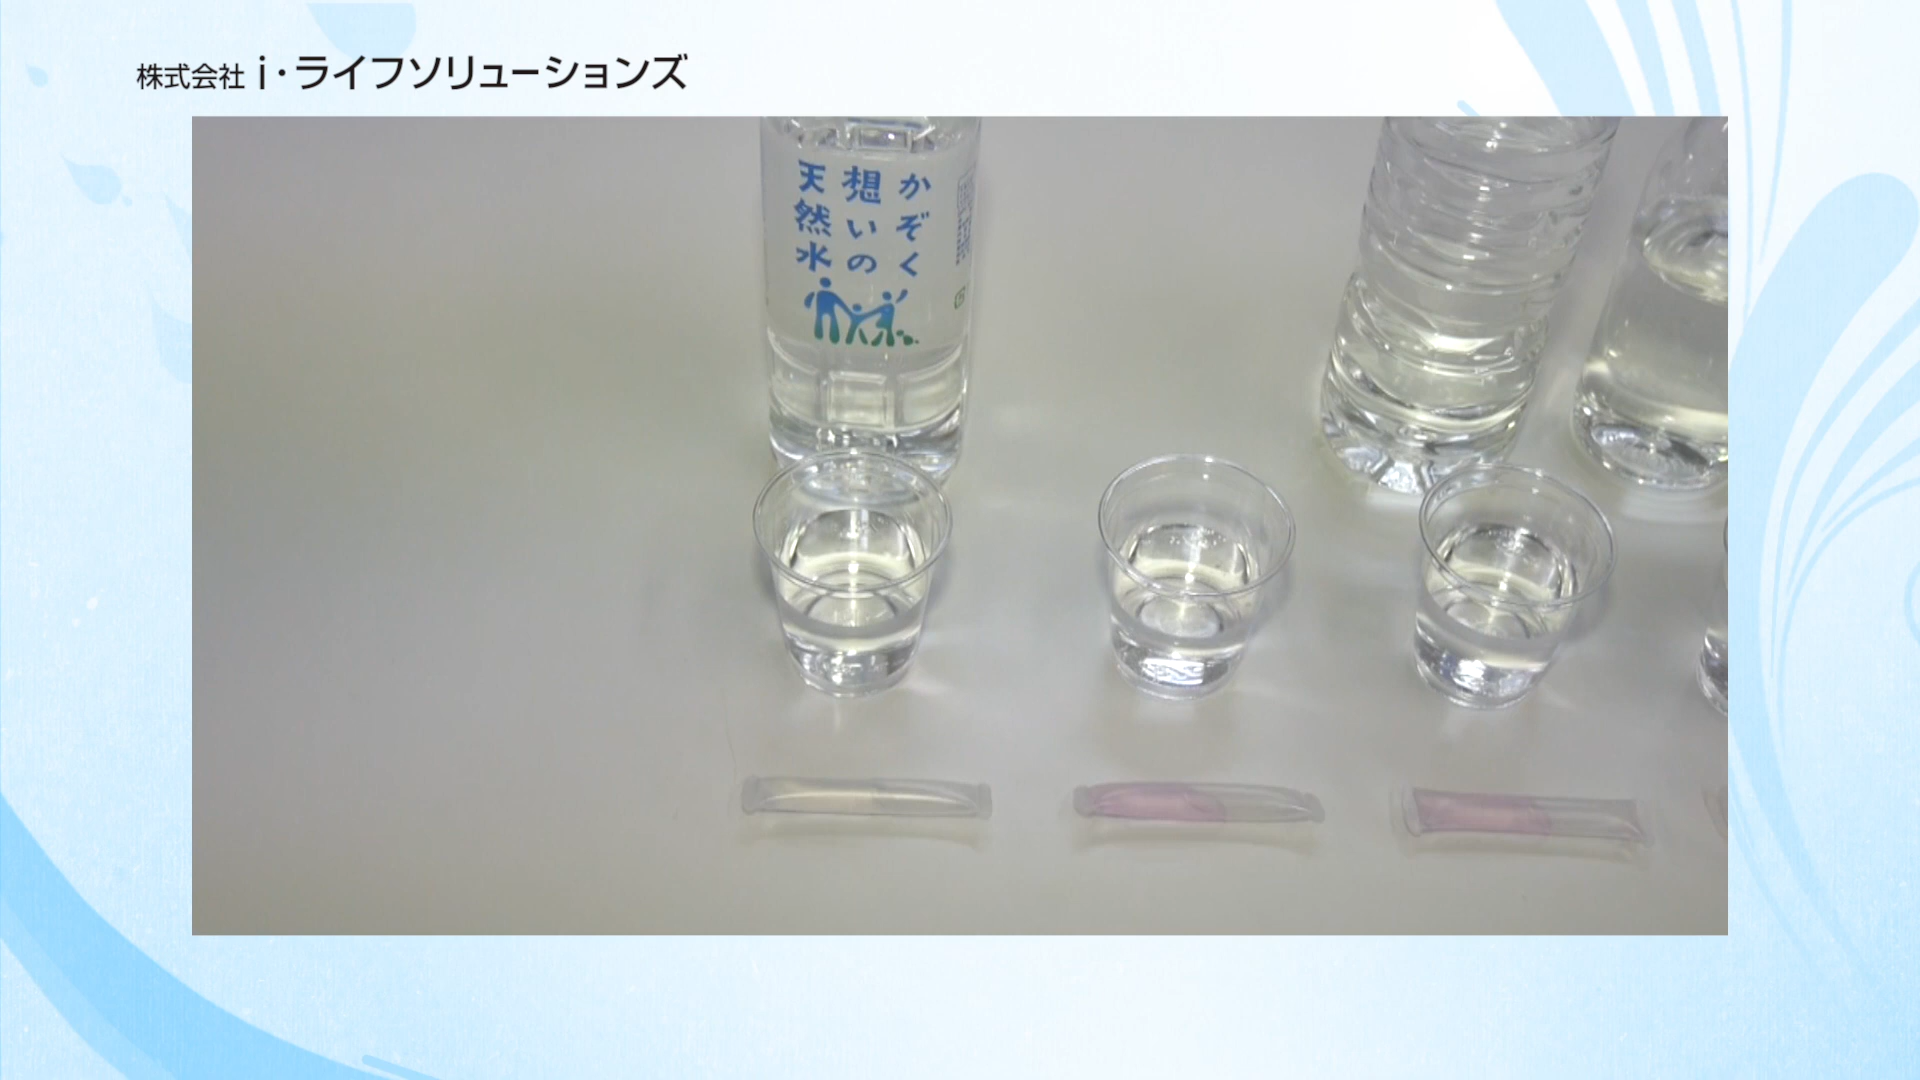 株式会社 i・ライフソリューションズ
かぞく
想いの
天然水